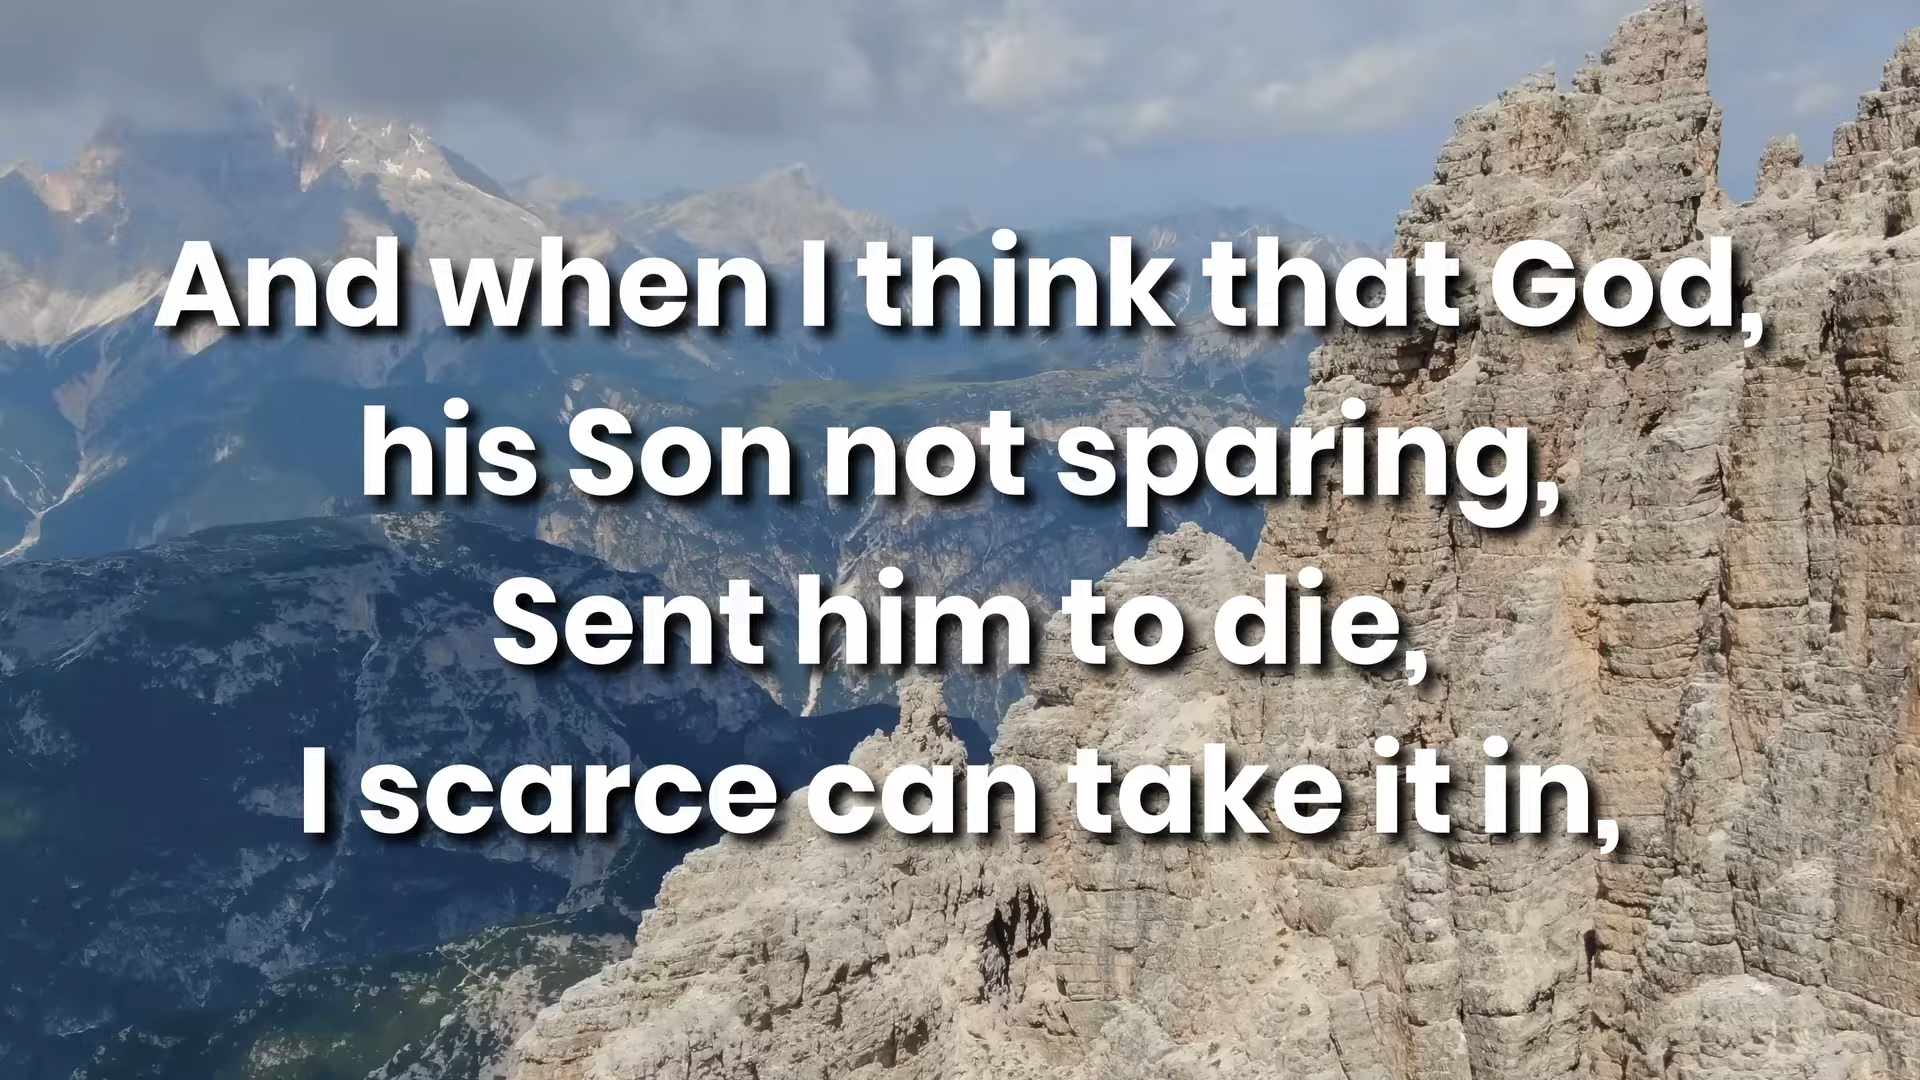 And when I think that God,
his Son not sparing,
Sent him to die,
I scarce can take it in,